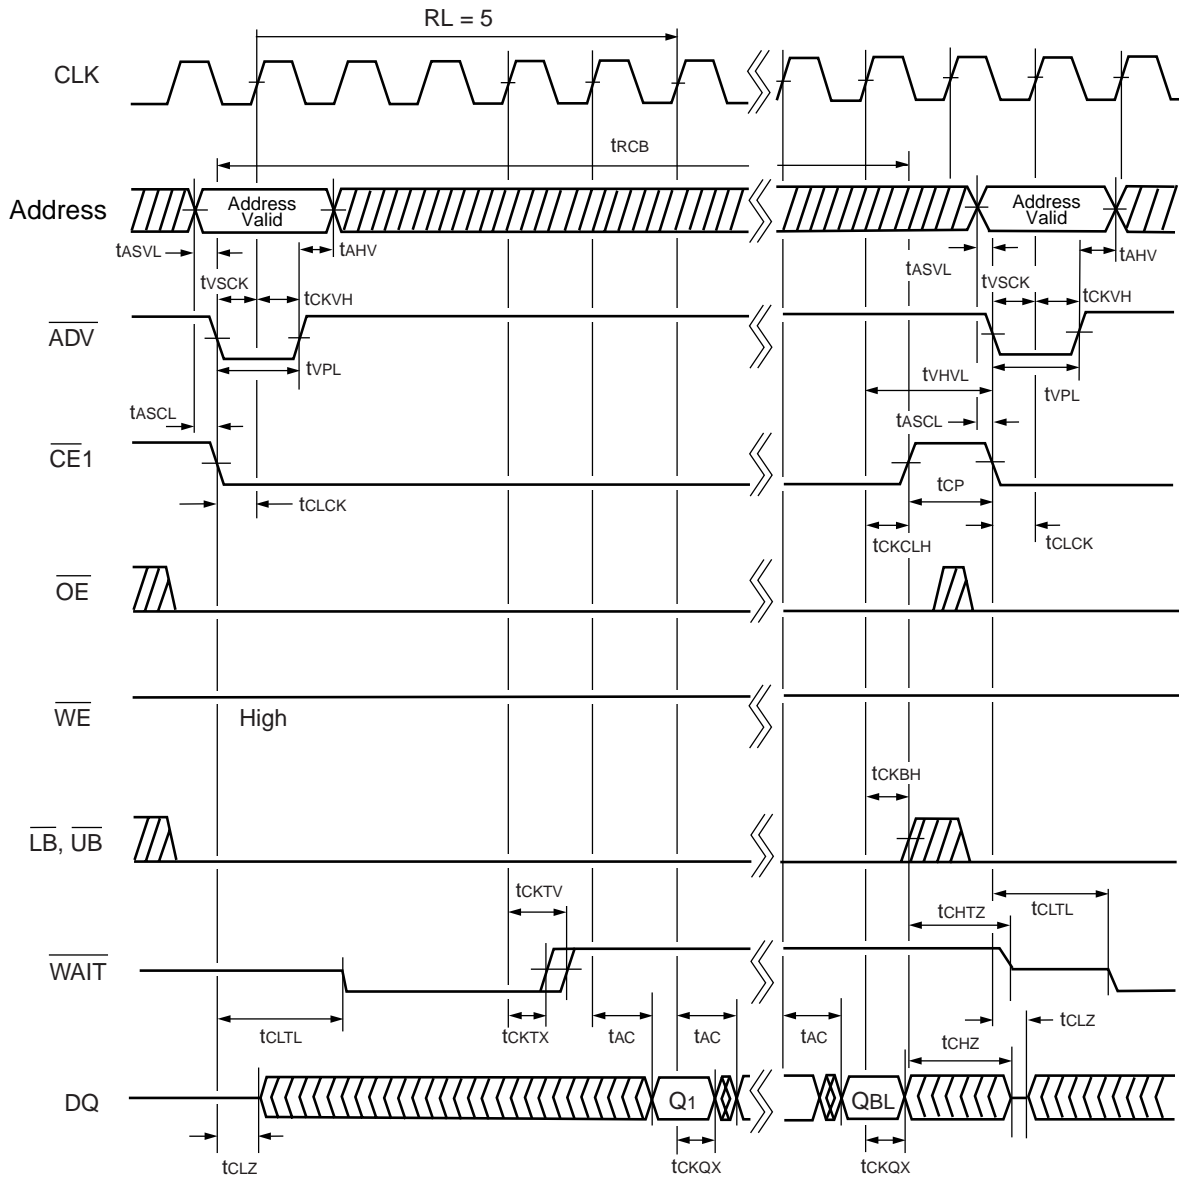 RL = 5
CLK
tRCB
Address
Address
Valid
Address
Valid
tASVL
tAHV
tASVL
tAHV
tVSCK
tCKVH
tVSCK
tCKVH
ADV
tVPL
tVHVL
tVPL
tASCL
tASCL
CE1
tCP
tCLCK
tCKCLH
tCLCK
OE
WE
High
tCKBH
LB, UB
tCKTV
tCHTZ
tCLTL
WAIT
tCLTL
tCKTX
tAC
tAC
tAC
tCHZ
tCLZ
DQ
Q1
QBL
tCLZ
tCKQX
tCKQX